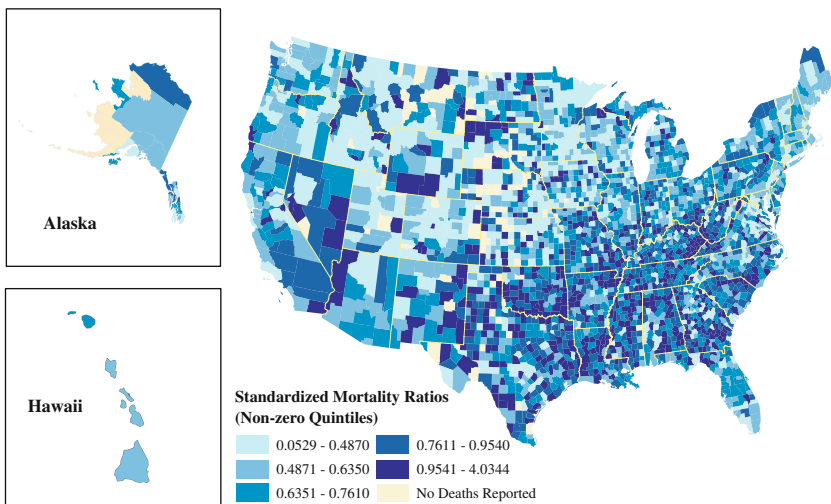 Alaska
Hawaii
Standardized Mortality Ratios
(Non-zero Quintiles)
0.0529 - 0.4870
0.4871 - 0.6350
0.6351 - 0.7610
0.7611 - 0.9540
0.9541 - 4.0344
No Deaths Reported